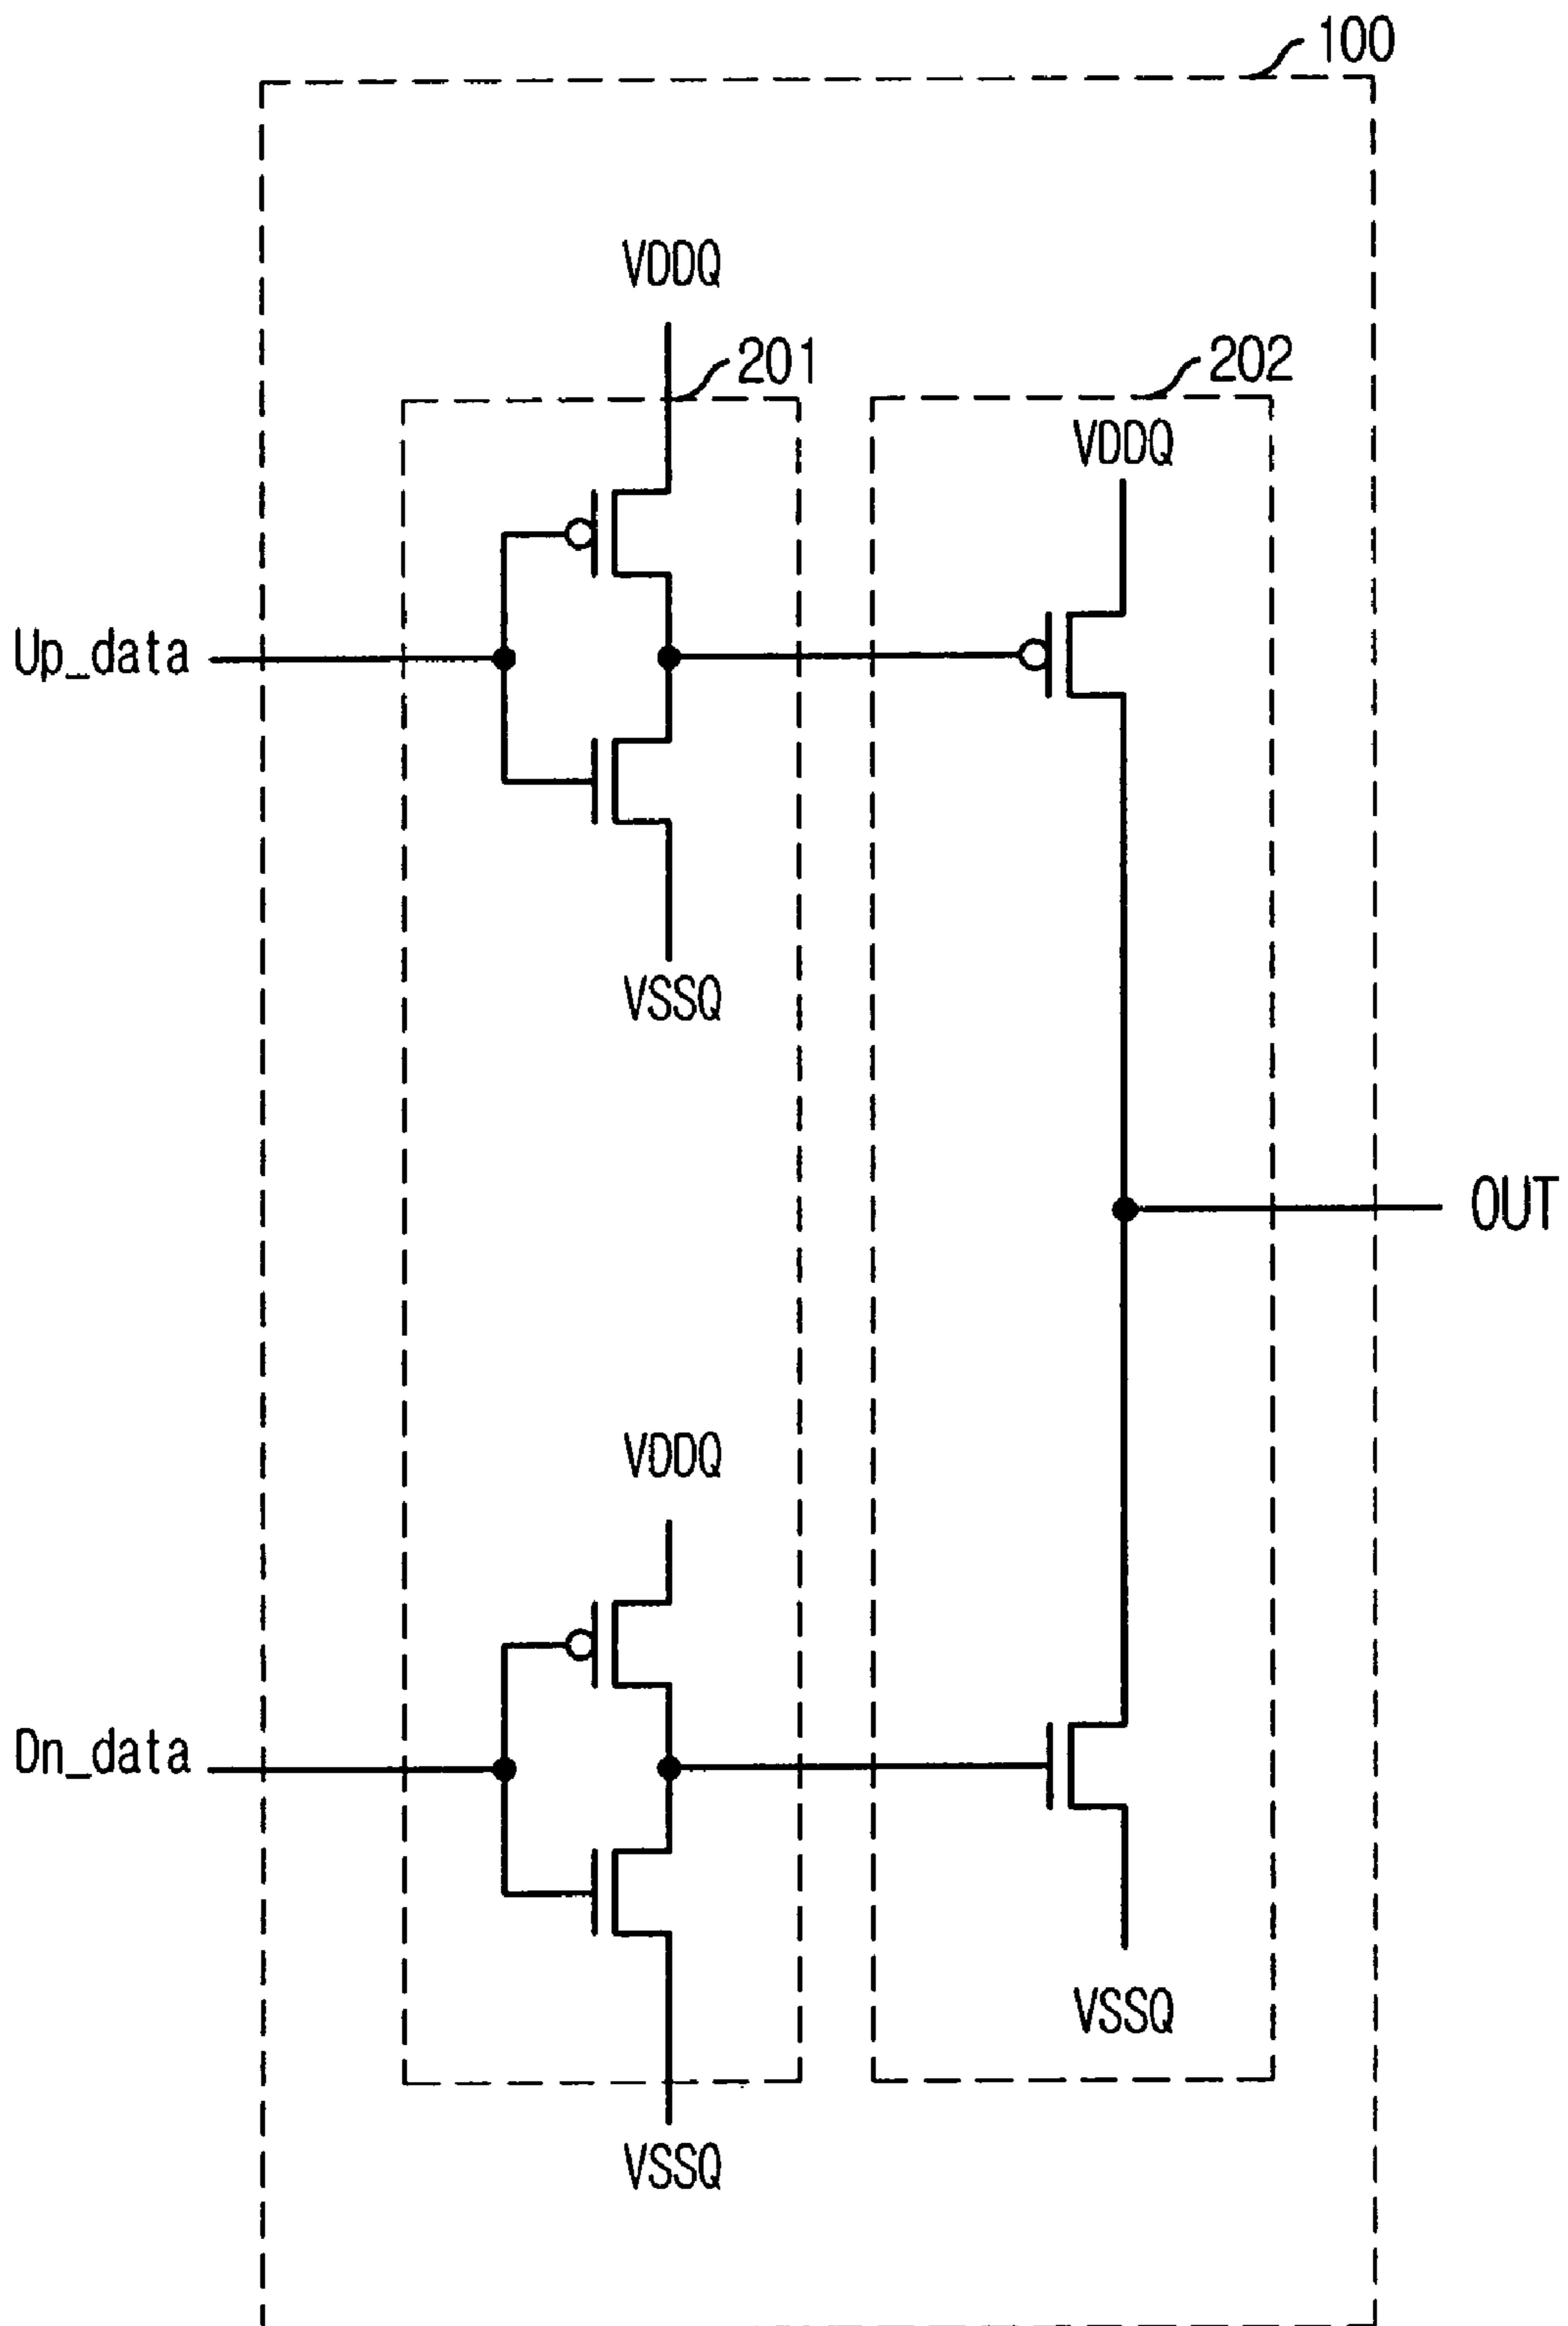 100
VDDQ
201
202
VDDQ
Up_data
VSSQ
OUT
VDDQ
Dn_data
VSSQ
VSSQ